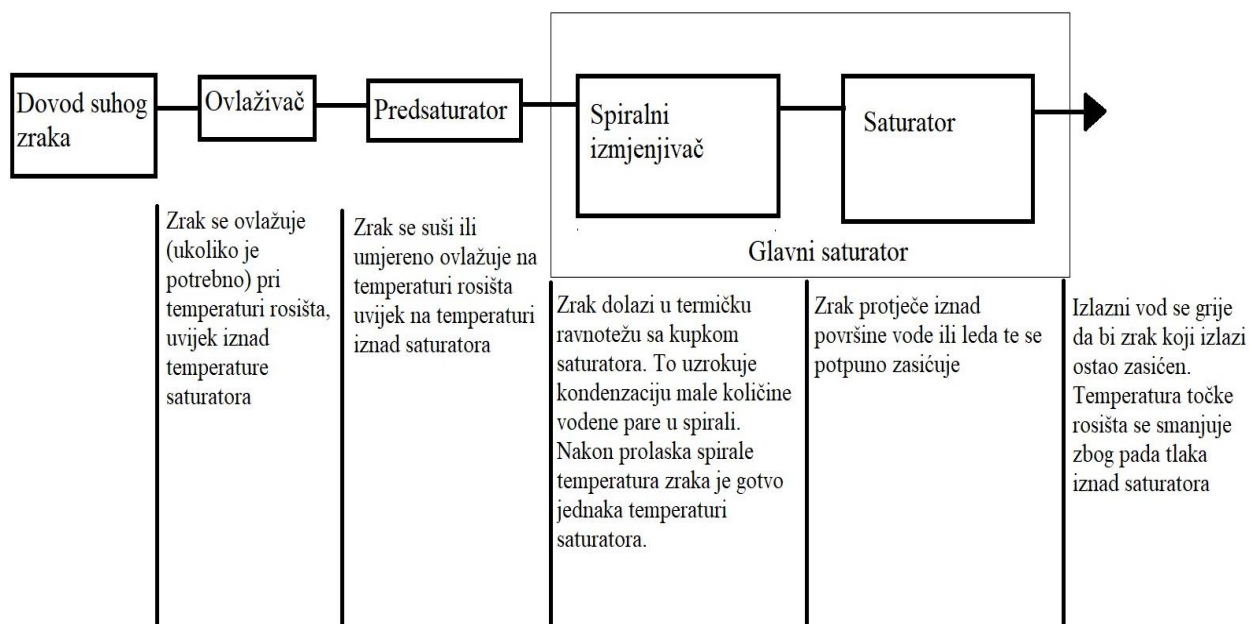 Dovod suhog
zraka
Ovlaživač
Predsaturator
Spiralni
izmjenjivač
Saturator
Glavni saturator
Zrak se ovlažuje
(ukoliko je
potrebno) pri
temperaturi rosišta,
uvijek iznad
temperature
saturatora
Zrak se suši ili
umjereno ovlažuje na
temperaturi rosišta
uvijek na temperaturi
iznad saturatora
Zrak dolazi u termičku
ravnotežu sa kupkom
saturatora. To uzrokuje
kondenzaciju male količine
vodene pare u spirali.
Nakon prolaska spirale
temperatura zraka je gotvo
jednaka temperaturi
saturatora.
Zrak protječe iznad
površine vode ili leda te se
potpuno zasićuje
Izlazni vod se grije
da bi zrak koji izlazi
ostao zasićen.
Temperatura točke
rosišta se smanjuje
zbog pada tlaka
iznad saturatora